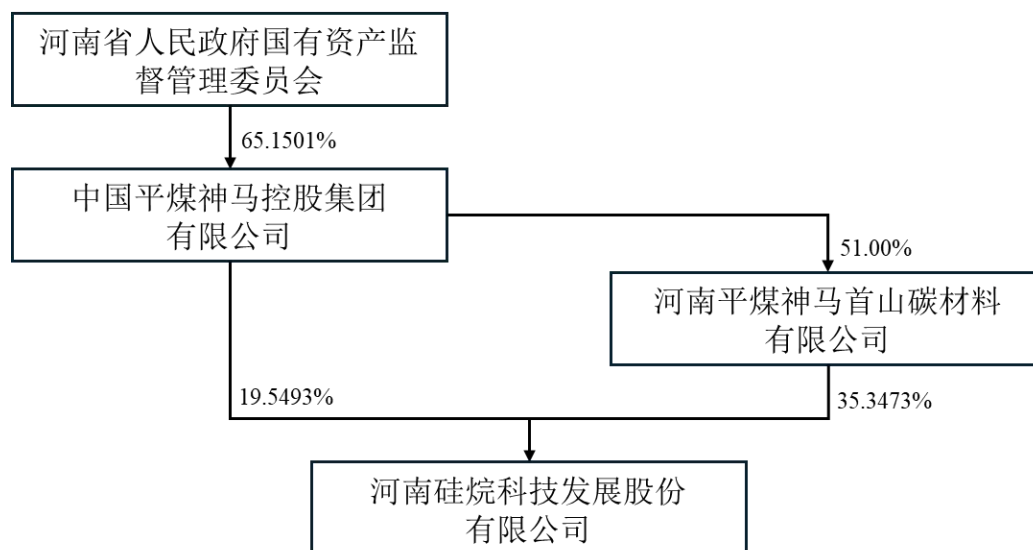 河南省人民政府国有资产监
督管理委员会
65.1501%
中国平煤神马控股集团
有限公司
51.00%
河南平煤神马首山碳材料
有限公司
19.5493%
35.3473%
河南硅烷科技发展股份
有限公司